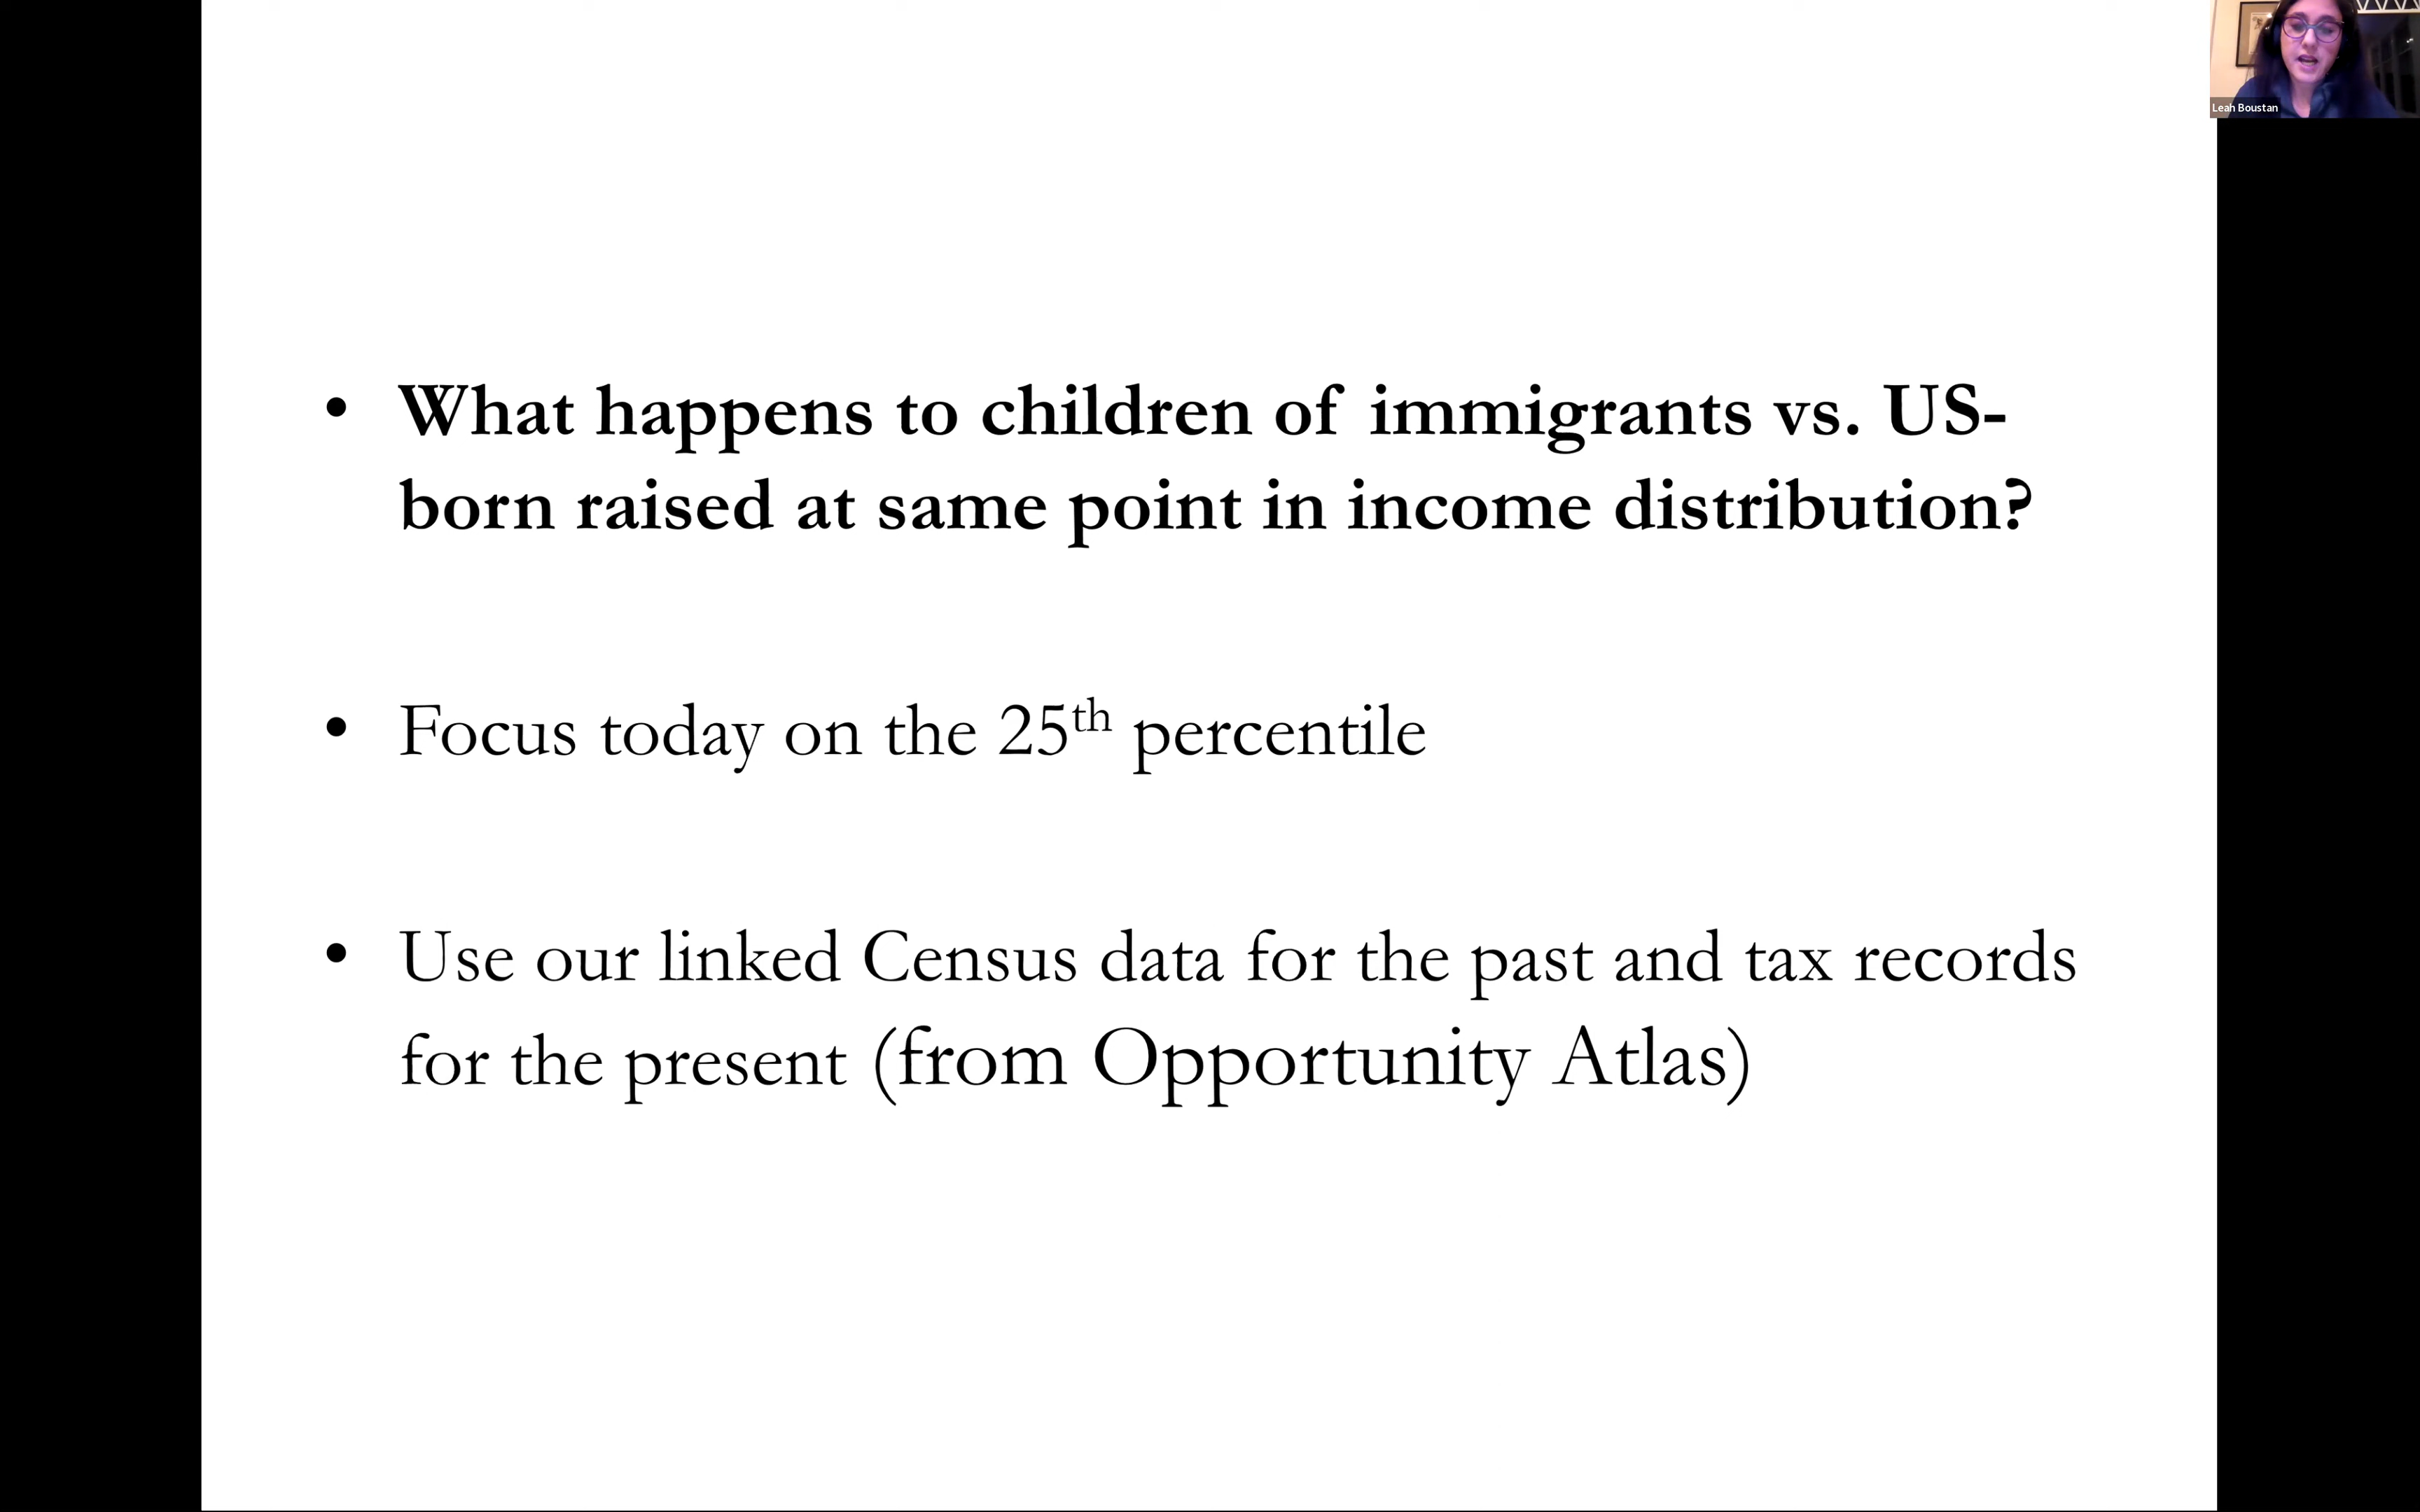 Leah Boustan
• What happens to children of immigrants vs. US-
born raised at same point in income distribution?
• Focus today on the 25th percentile
• Use our linked Census data for the past and tax records
for the present (from Opportunity Atlas)